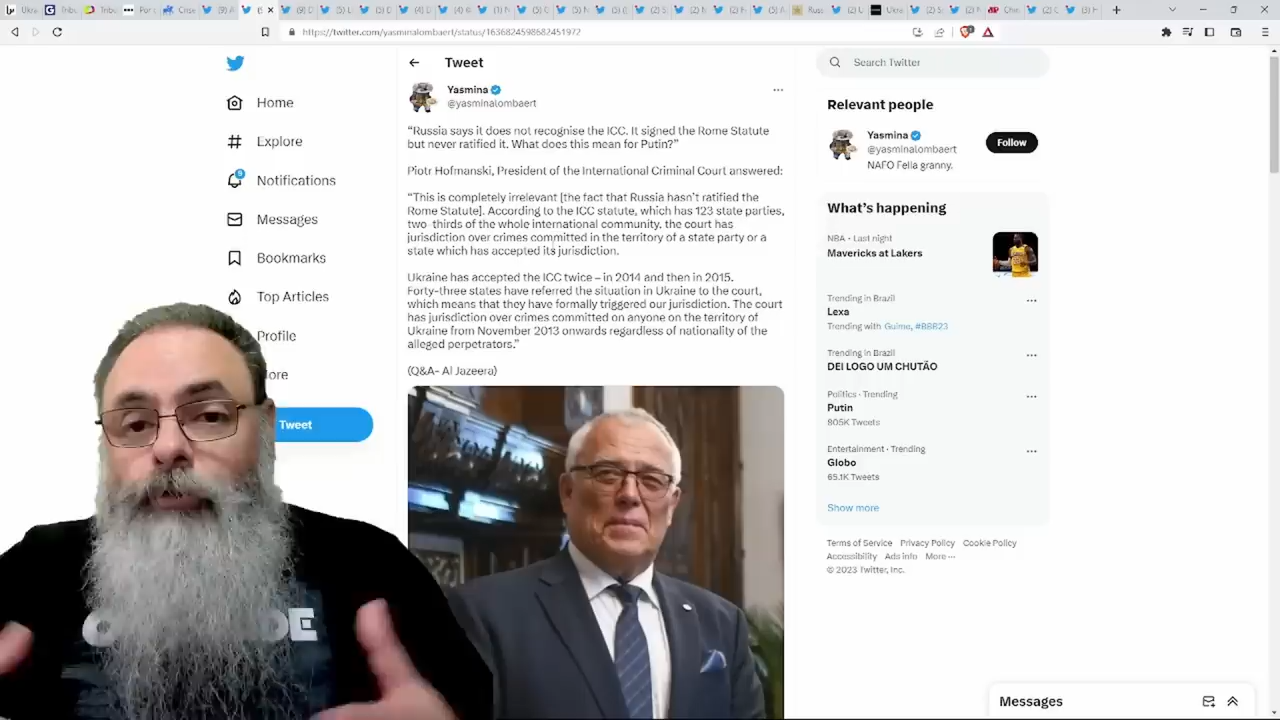 https://twitter.com/yasminalombaert/status/1636824598682451972
Home
Explore
Notifications
Messages
Bookmarks
Top Articles
Profile
Tweet
Tweet
Yasmina
@yasminalombaert
“Russia says it does not recognise the ICC. It signed the Rome Statute
but never ratified it. What does this mean for Putin?”
Piotr Hofmanski, President of the International Criminal Court answered:
“This is completely irrelevant [the fact that Russia hasn’t ratified the
Rome Statute]. According to the ICC statute, which has 123 state parties,
two-thirds of the whole international community, the court has
jurisdiction over crimes committed in the territory of a state party or a
state which has accepted its jurisdiction.
Ukraine has accepted the ICC twice – in 2014 and then in 2015.
Forty-three states have referred the situation in Ukraine to the court,
which means that they have formally triggered our jurisdiction. The court
has jurisdiction over crimes committed on anyone on the territory of
Ukraine from November 2013 onwards regardless of nationality of the
alleged perpetrators.”
(Q&A- Al Jazeera)
Search Twitter
Relevant people
Yasmina
@yasminalombaert
Follow
NAFO Fella granny.
What’s happening
NBA · Last night
Mavericks at Lakers
Trending in Brazil
Lexa
Trending with Guime, #BBB23
Trending in Brazil
DEI LOGO UM CHUTÃO
Politics · Trending
Putin
805K Tweets
Entertainment · Trending
Globo
65.1K Tweets
Show more
Terms of Service Privacy Policy Cookie Policy
Accessibility Ads info More ···
© 2023 Twitter, Inc.
Messages